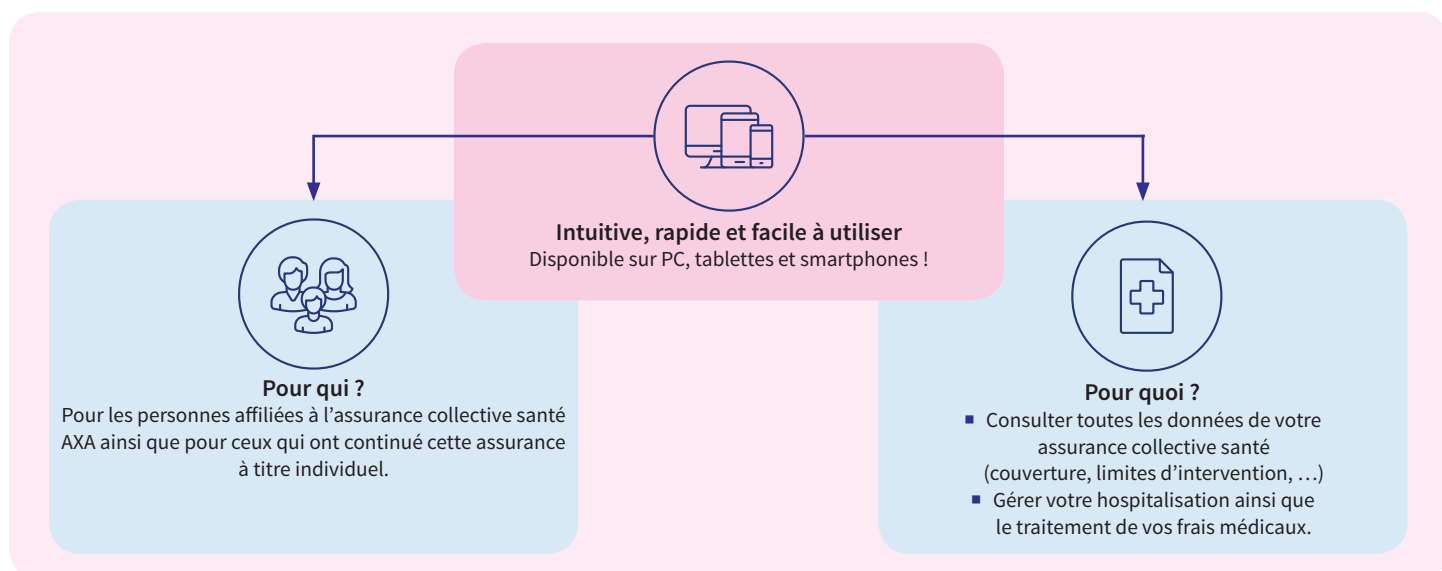 Intuitive, rapide et facile à utiliser
Disponible sur PC, tablettes et smartphones !
Pour qui ?
Pour les personnes affiliées à l’assurance collective santé
AXA ainsi que pour ceux qui ont continué cette assurance
à titre individuel.
Pour quoi ?
▪ Consulter toutes les données de votre
assurance collective santé
(couverture, limites d’intervention, …)
▪ Gérer votre hospitalisation ainsi que
le traitement de vos frais médicaux.